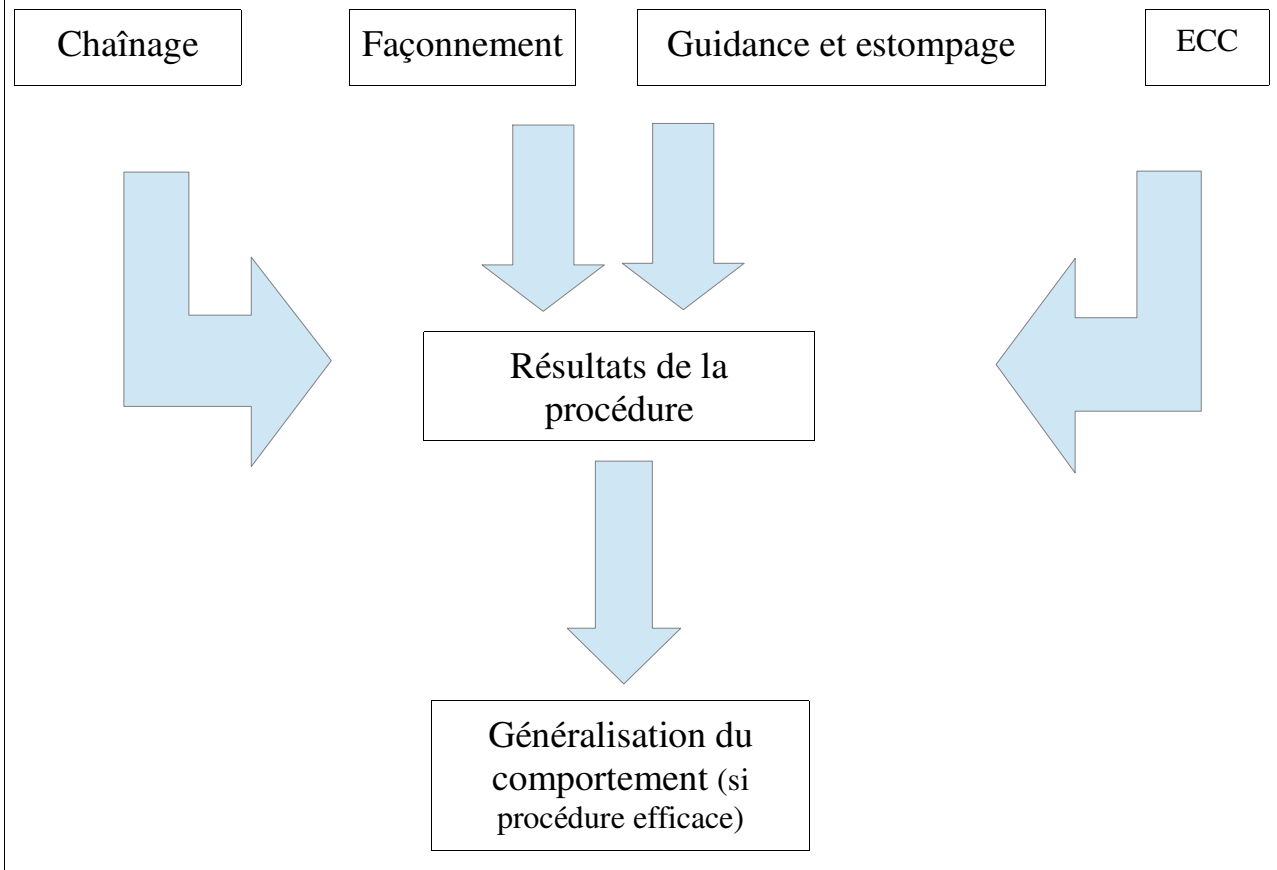 Chaînage
Façonnement
Guidance et estompage
ECC
Résultats de la
procédure
Généralisation du
comportement (si
procédure efficace)